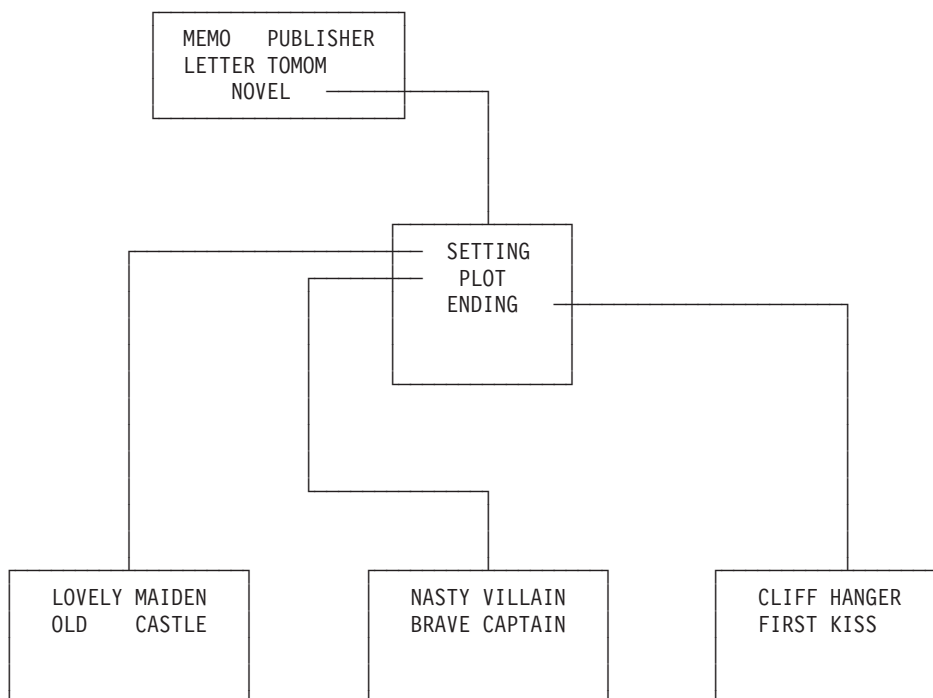 MEMO PUBLISHER
LETTER TOMOM
NOVEL
SETTING
PLOT
ENDING
LOVELY MAIDEN
OLD CASTLE
NASTY VILLAIN
BRAVE CAPTAIN
CLIFF HANGER
FIRST KISS